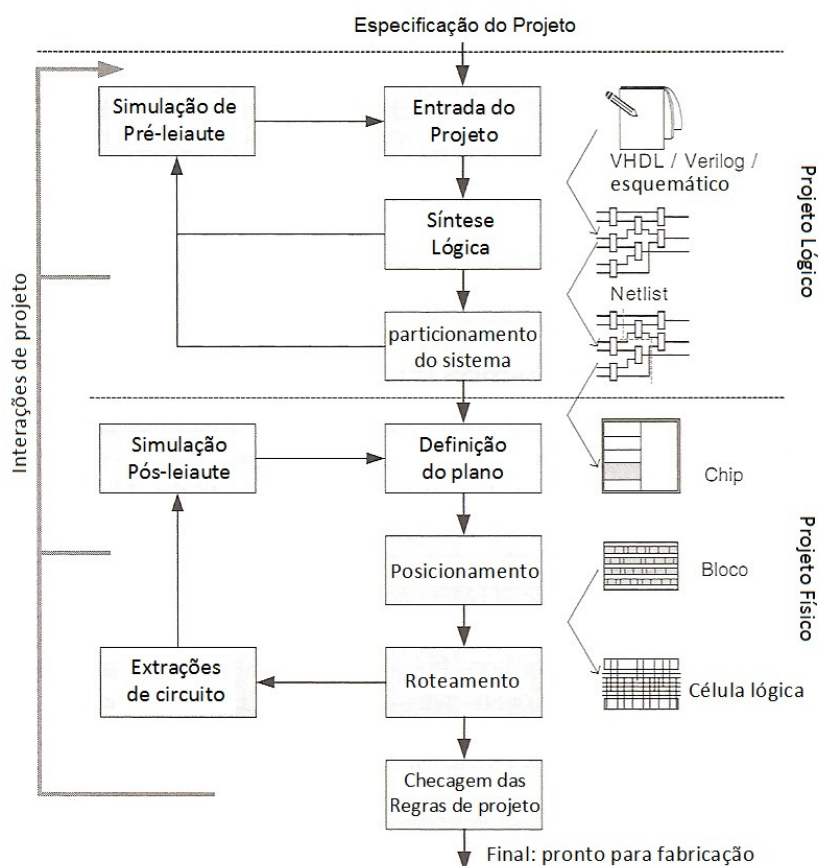 Especificação do Projeto
Simulação de
Pré-leiaute
Entrada do
Projeto
VHDL / Verilog /
esquemático
Projeto Lógico
Síntese
Lógica
Netlist
particionamento
do sistema
Interações de projeto
Simulação
Pós-leiaute
Definição
do plano
Chip
Projeto Físico
Posicionamento
Bloco
Extrações
de circuito
Roteamento
Célula lógica
Checagem das
Regras de projeto
Final: pronto para fabricação